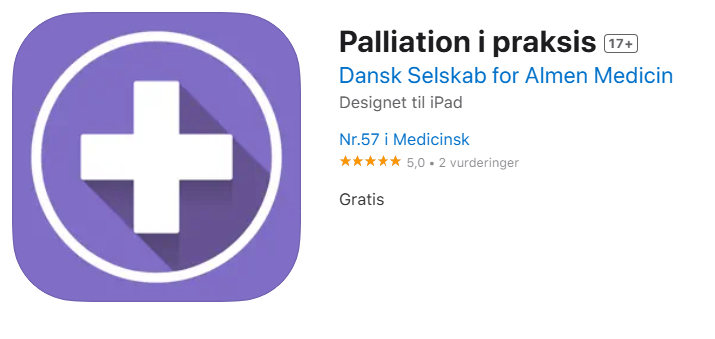 Palliation i praksis 17+
Dansk Selskab for Almen Medicin
Designet til iPad
Nr.57 i Medicinsk
★★★★★ 5,0 • 2 vurderinger
Gratis